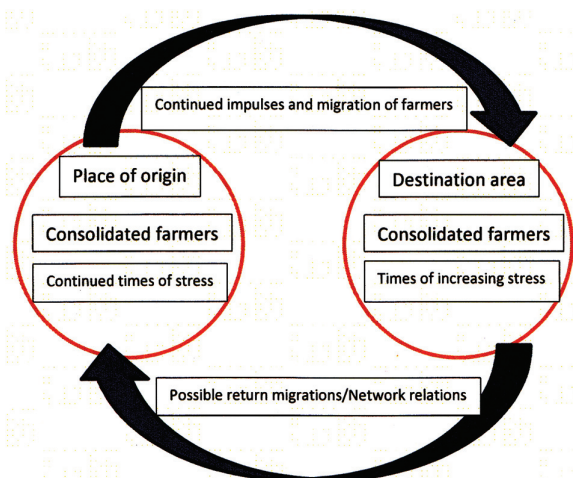 Continued impulses and migration of farmers
Place of origin
Consolidated farmers
Continued times of stress
Destination area
Consolidated farmers
Times of increasing stress
Possible return migrations/Network relations